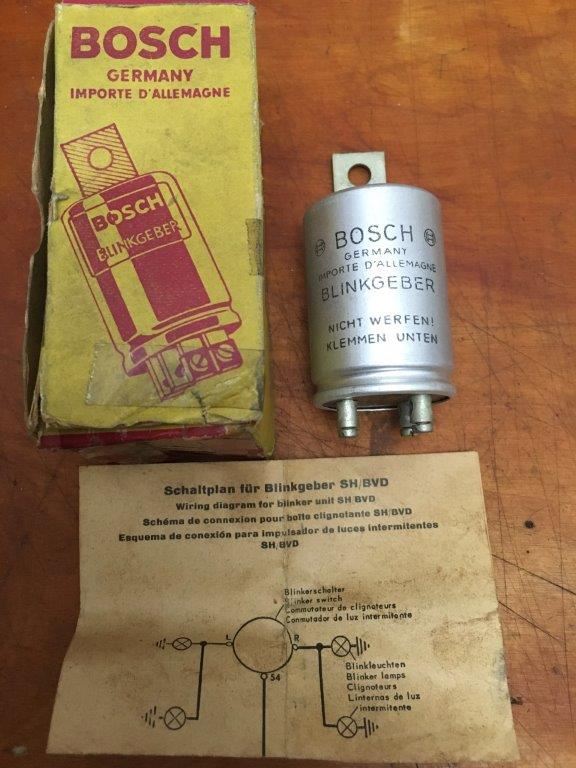 BOSCH
GERMANY
IMPORTE D'ALLEMAGNE
BOSCH
BLINKGEBER
BOSCH
GERMANY
IMPORTE D'ALLEMAGNE
BLINKGEBER
NICHT WERFEN!
KLEMMEN UNTEN
Schaltplan für Blinkgeber SH/BVD
Wiring diagram for blinker unit SH/BVD
Schéma de connexion pour boîte clignotante SH/BVD
Esquema de conexión para impulsador de luces intermitentes
SH/BVD
Blinkerschalter
Blinker switch
Commutateur de clignoteurs
Conmutador de luz intermitente
L
R
54
Blinkleuchten
Blinker lamps
Clignoteurs
Linternas de luz
intermitente